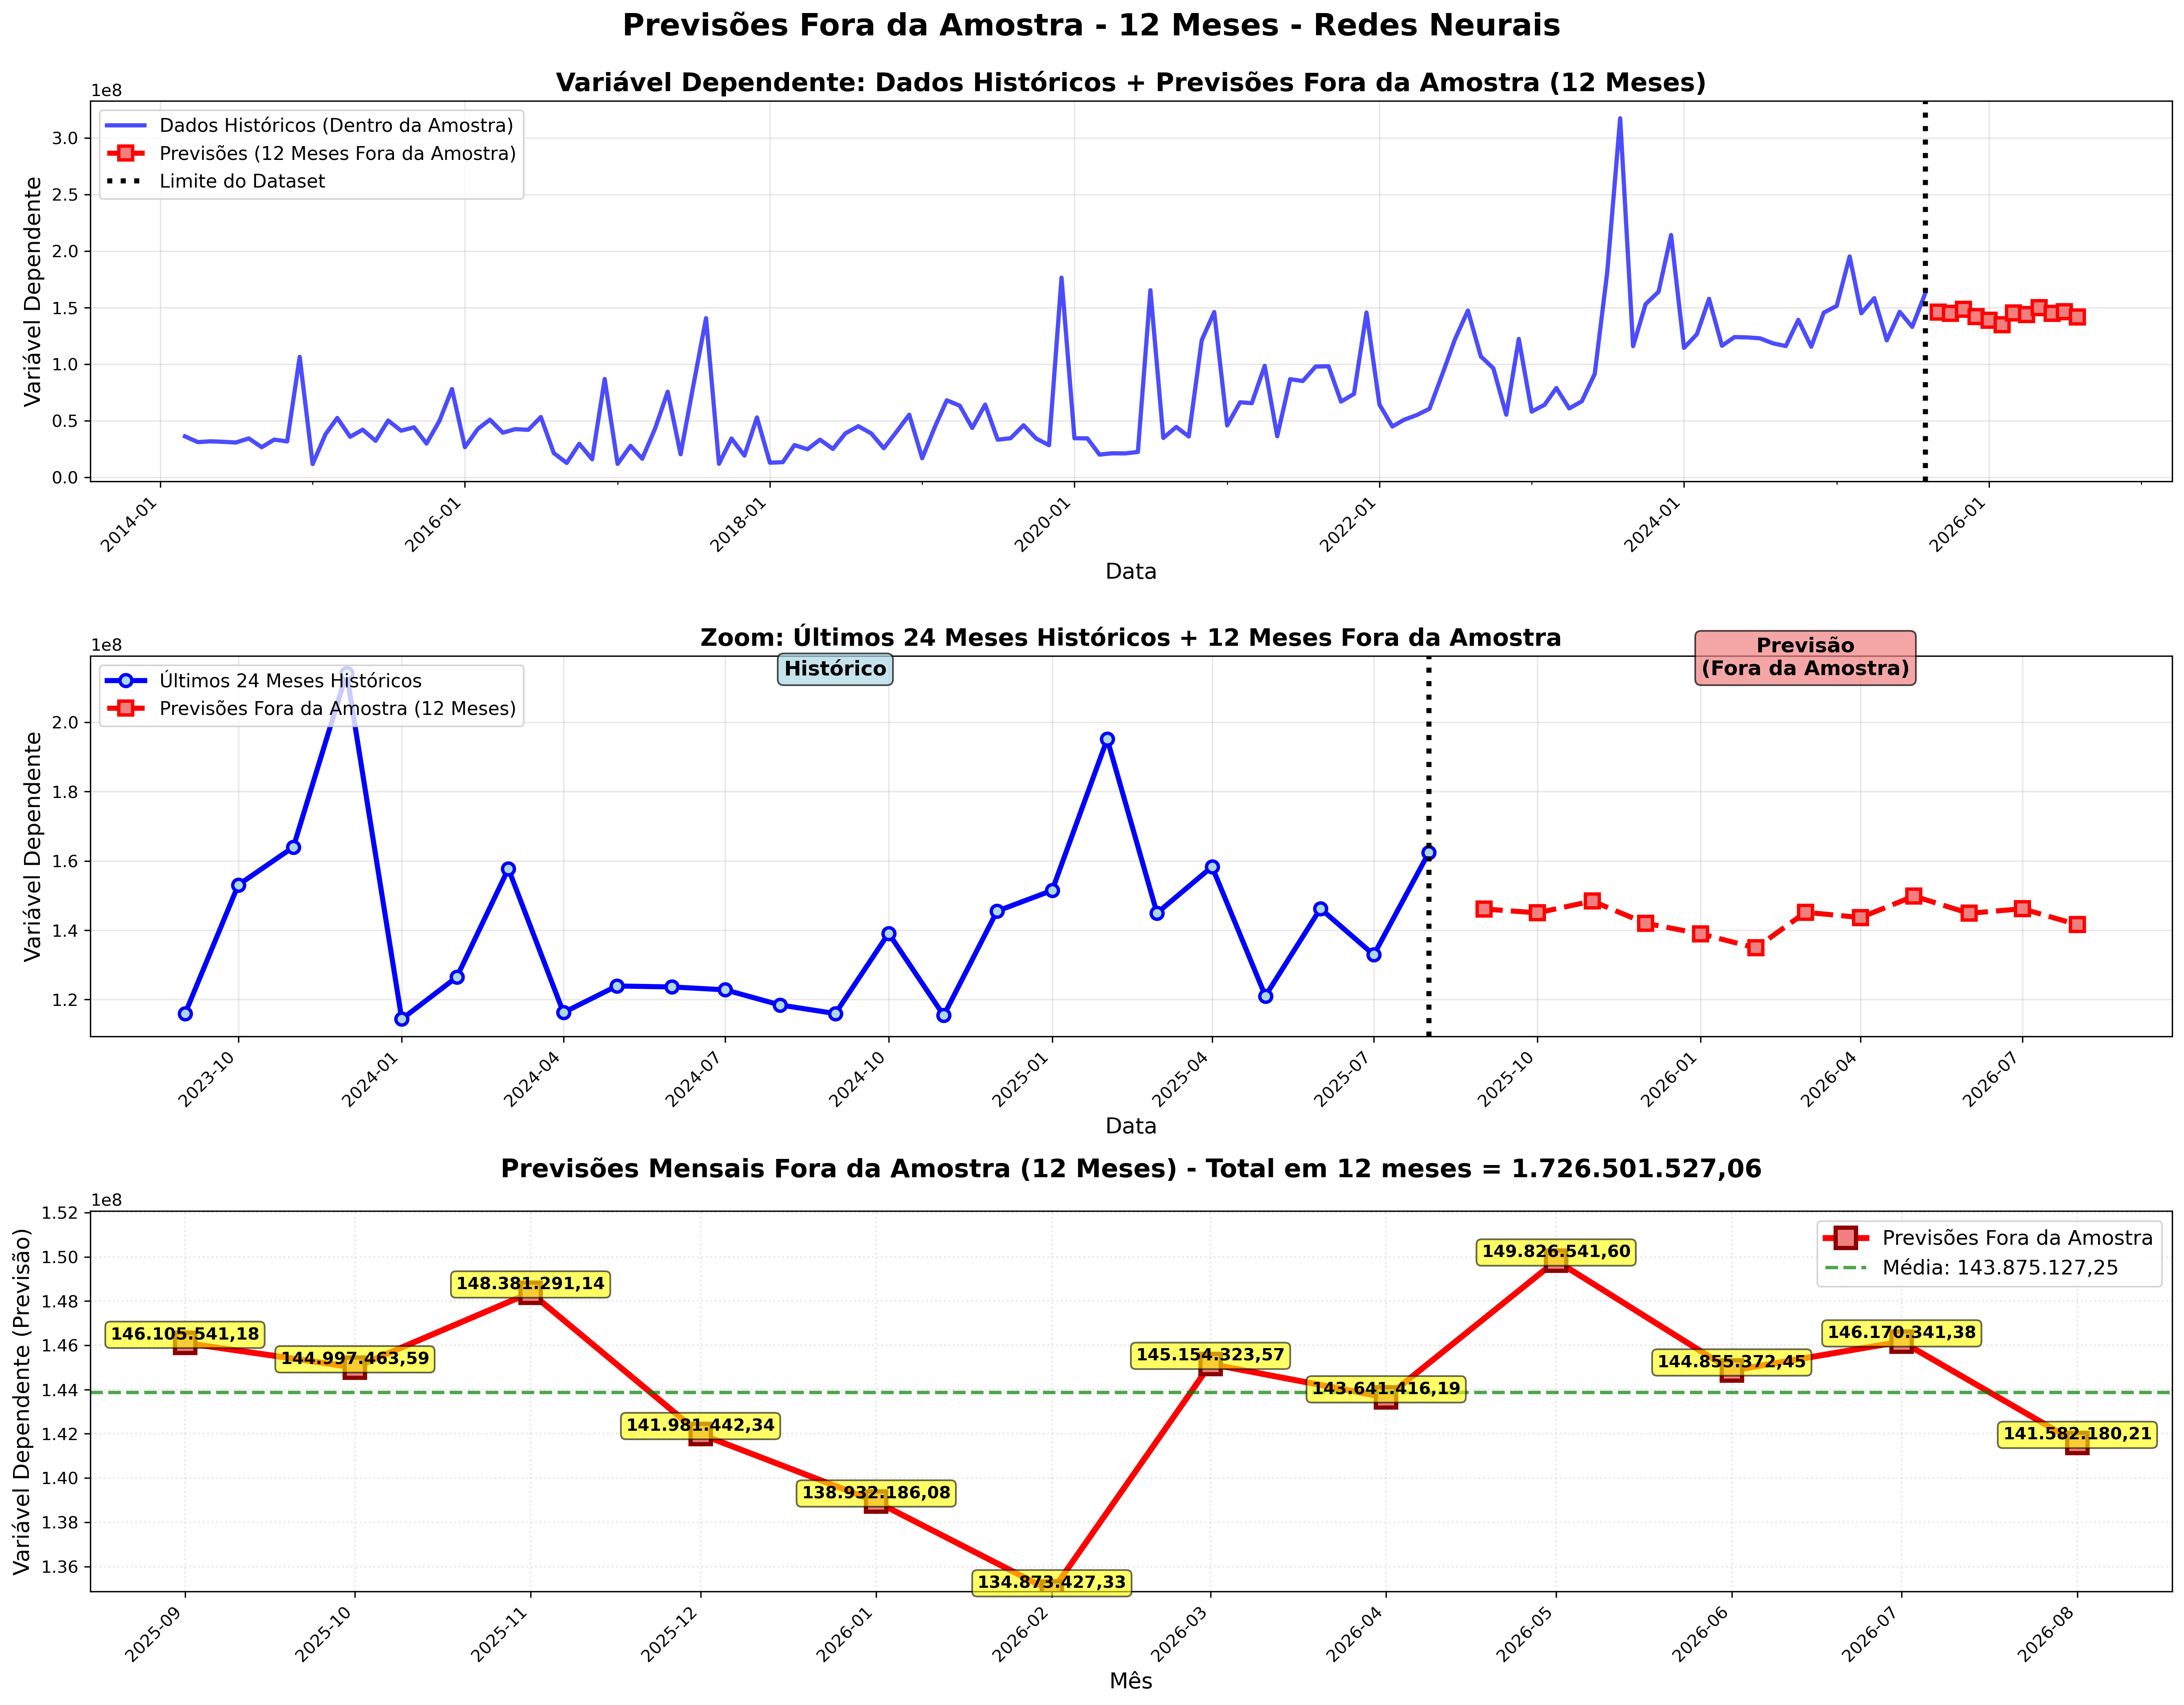 Previsões Fora da Amostra - 12 Meses - Redes Neurais
Variável Dependente: Dados Históricos + Previsões Fora da Amostra (12 Meses)
1e8
Dados Históricos (Dentro da Amostra)
Previsões (12 Meses Fora da Amostra)
Limite do Dataset
Variável Dependente
3.0
2.5
2.0
1.5
1.0
0.5
0.0
2014-01
2016-01
2018-01
2020-01
2022-01
2024-01
2026-01
Data
Zoom: Últimos 24 Meses Históricos + 12 Meses Fora da Amostra
1e8
Últimos 24 Meses Históricos
Previsões Fora da Amostra (12 Meses)
Histórico
Previsão
(Fora da Amostra)
Variável Dependente
2.0
1.8
1.6
1.4
1.2
2023-10
2024-01
2024-04
2024-07
2024-10
2025-01
2025-04
2025-07
2025-10
2026-01
2026-04
2026-07
Data
Previsões Mensais Fora da Amostra (12 Meses) - Total em 12 meses = 1.726.501.527,06
1e8
Previsões Fora da Amostra
Média: 143.875.127,25
Variável Dependente (Previsão)
1.52
1.50
1.48
1.46
1.44
1.42
1.40
1.38
1.36
146.105.541,18
144.997.463,59
148.381.291,14
141.981.442,34
138.932.186,08
134.873.427,33
145.154.323,57
143.641.416,19
149.826.541,60
144.855.372,45
146.170.341,38
141.582.180,21
2025-09
2025-10
2025-11
2025-12
2026-01
2026-02
2026-03
2026-04
2026-05
2026-06
2026-07
2026-08
Mês